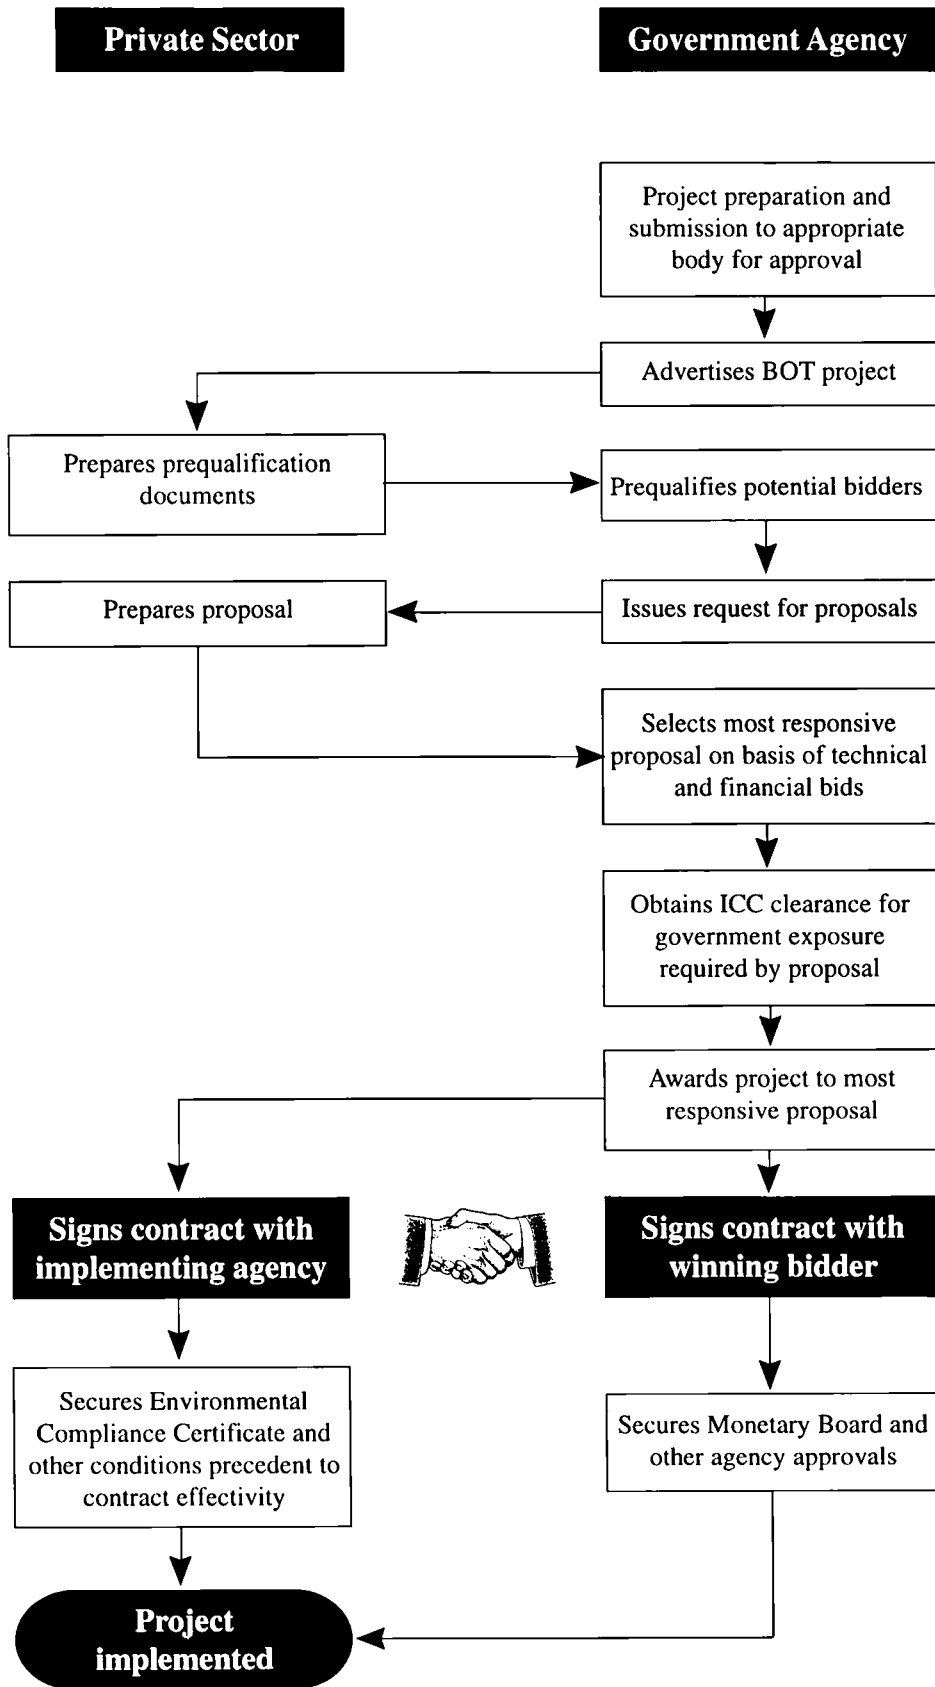 Private Sector
Government Agency
Project preparation and
submission to appropriate
body for approval
Advertises BOT project
Prepares prequalification
documents
Prequalifies potential bidders
Prepares proposal
Issues request for proposals
Selects most responsive
proposal on basis of technical
and financial bids
Obtains ICC clearance for
government exposure
required by proposal
Awards project to most
responsive proposal
Signs contract with
implementing agency
Signs contract with
winning bidder
Secures Environmental
Compliance Certificate and
other conditions precedent to
contract effectivity
Secures Monetary Board and
other agency approvals
Project
implemented